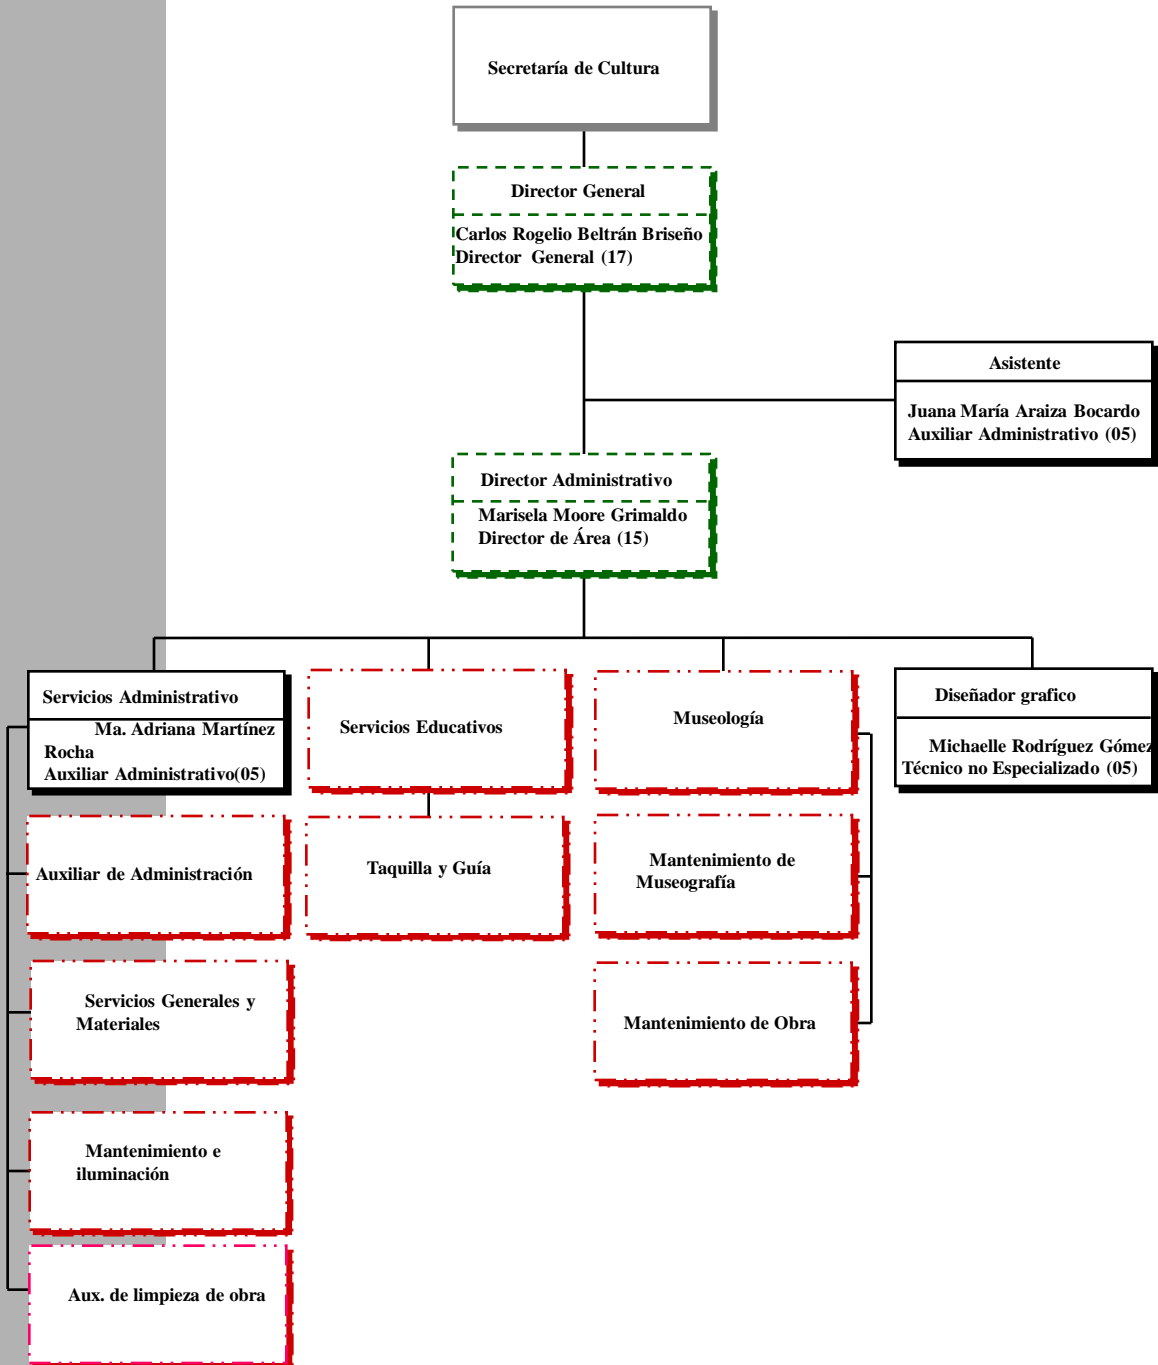 Secretaría de Cultura
Director General
Carlos Rogelio Beltrán Briseño
Director General (17)
Asistente
Juana María Araiza Bocardo
Auxiliar Administrativo (05)
Director Administrativo
Marisela Moore Grimaldo
Director de Área (15)
Servicios Administrativo
Ma. Adriana Martínez
Rocha
Auxiliar Administrativo(05)
Servicios Educativos
Museología
Diseñador grafico
Michaelle Rodríguez Gómez
Técnico no Especializado (05)
Auxiliar de Administración
Taquilla y Guía
Mantenimiento de
Museografía
Servicios Generales y
Materiales
Mantenimiento de Obra
Mantenimiento e
iluminación
Aux. de limpieza de obra